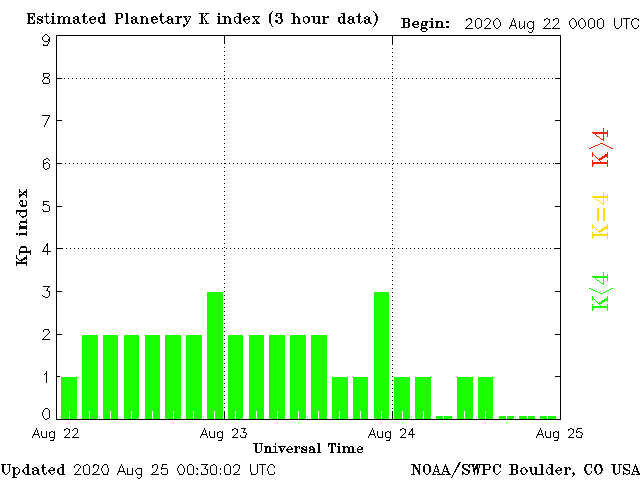 Estimated Planetary K index (3 hour data) Begin: 2020 Aug 22 0000 UTC
9
8
7
6
5
4
3
2
1
0
Kp index
K>4
K=4
K<4
Aug 22 Aug 23 Aug 24 Aug 25
Universal Time
Updated 2020 Aug 25 00:30:02 UTC NOAA/SWPC Boulder, CO USA